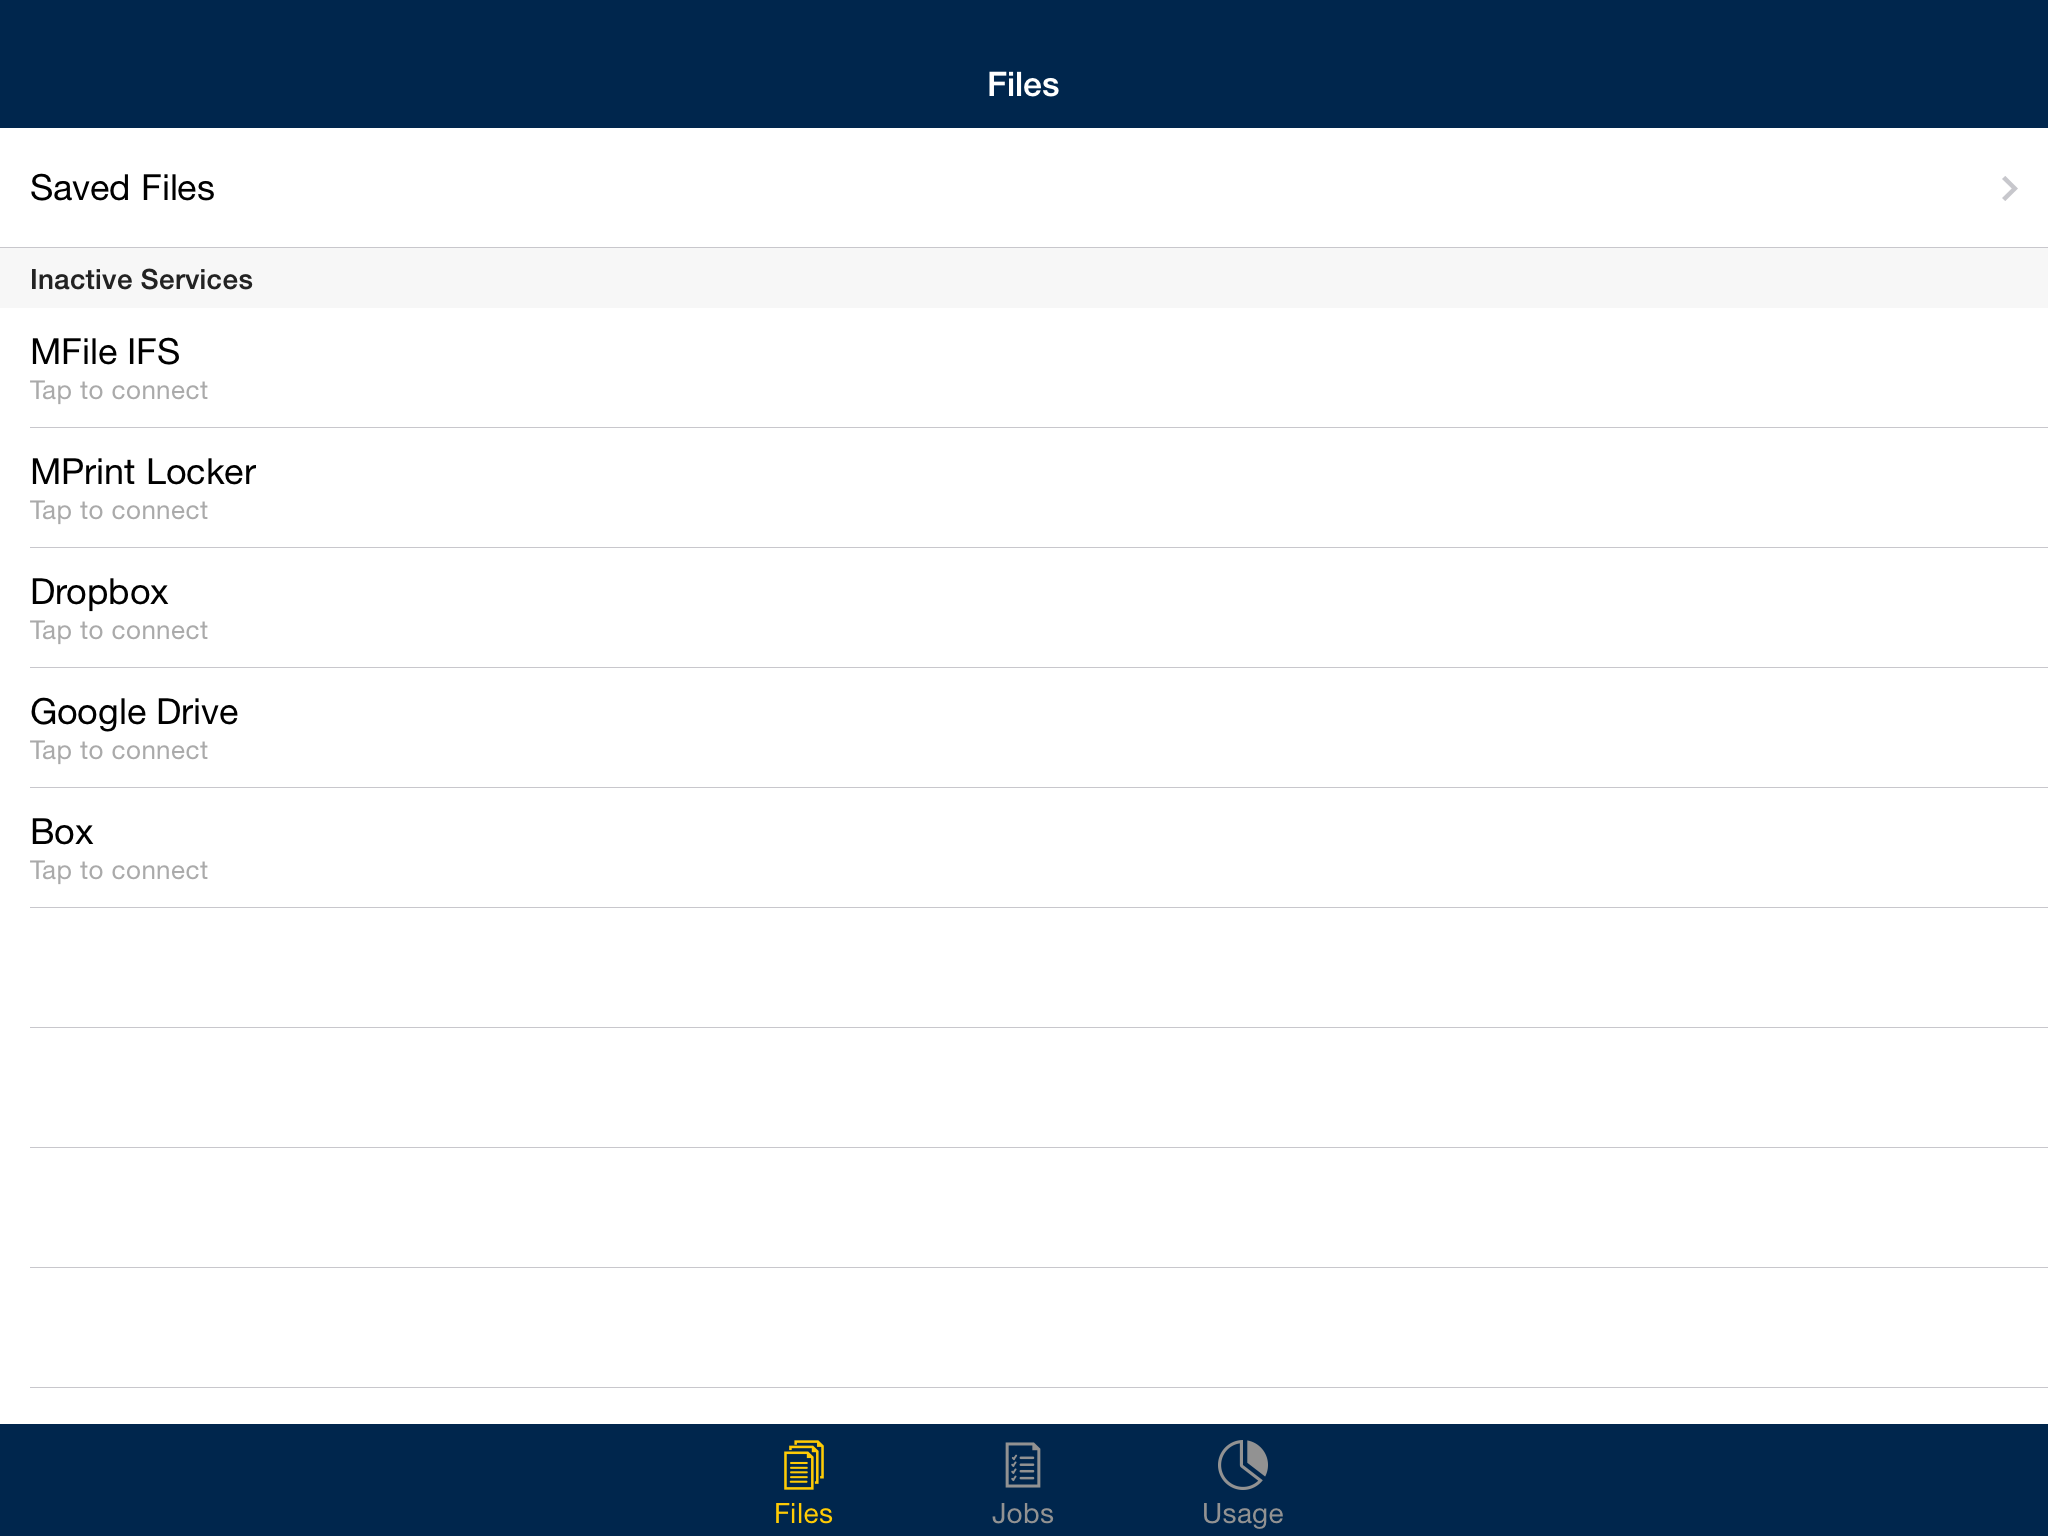 Files
Saved Files
Inactive Services
MFile IFS
Tap to connect
MPrint Locker
Tap to connect
Dropbox
Tap to connect
Google Drive
Tap to connect
Box
Tap to connect
Files
Jobs
Usage